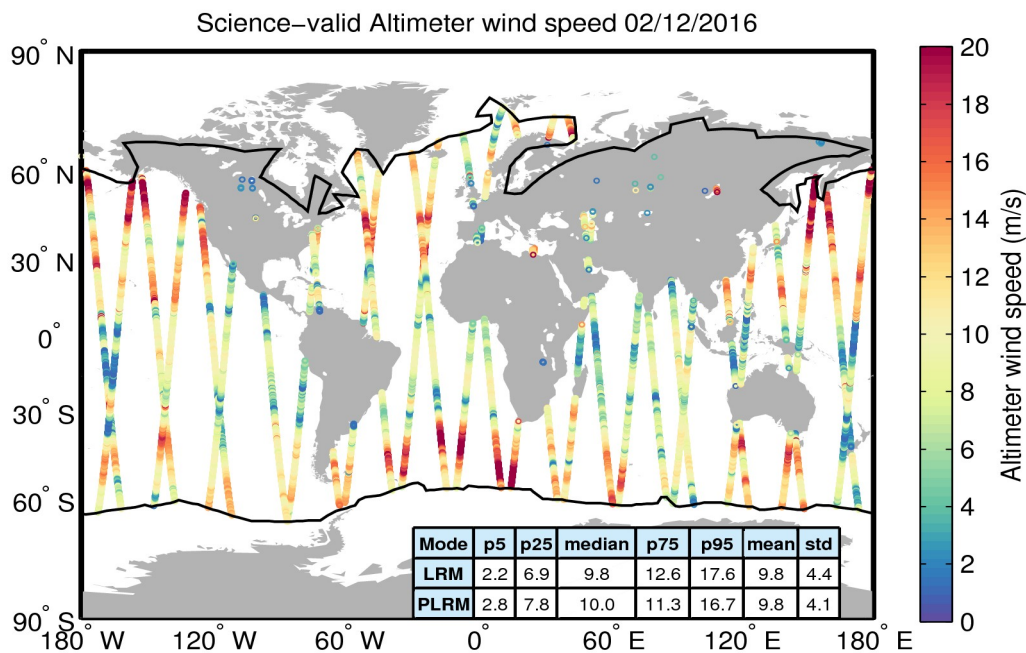 Science−valid Altimeter wind speed 02/12/2016
90° N
60° N
30° N
0°
30° S
60° S
90° S
180° W
120° W
60° W
0°
60° E
120° E
180° E
Mode p5 p25 median p75 p95 mean std
LRM 2.2 6.9 9.8 12.6 17.6 9.8 4.4
PLRM 2.8 7.8 10.0 11.3 16.7 9.8 4.1
20
18
16
14
12
10
8
6
4
2
0
Altimeter wind speed (m/s)